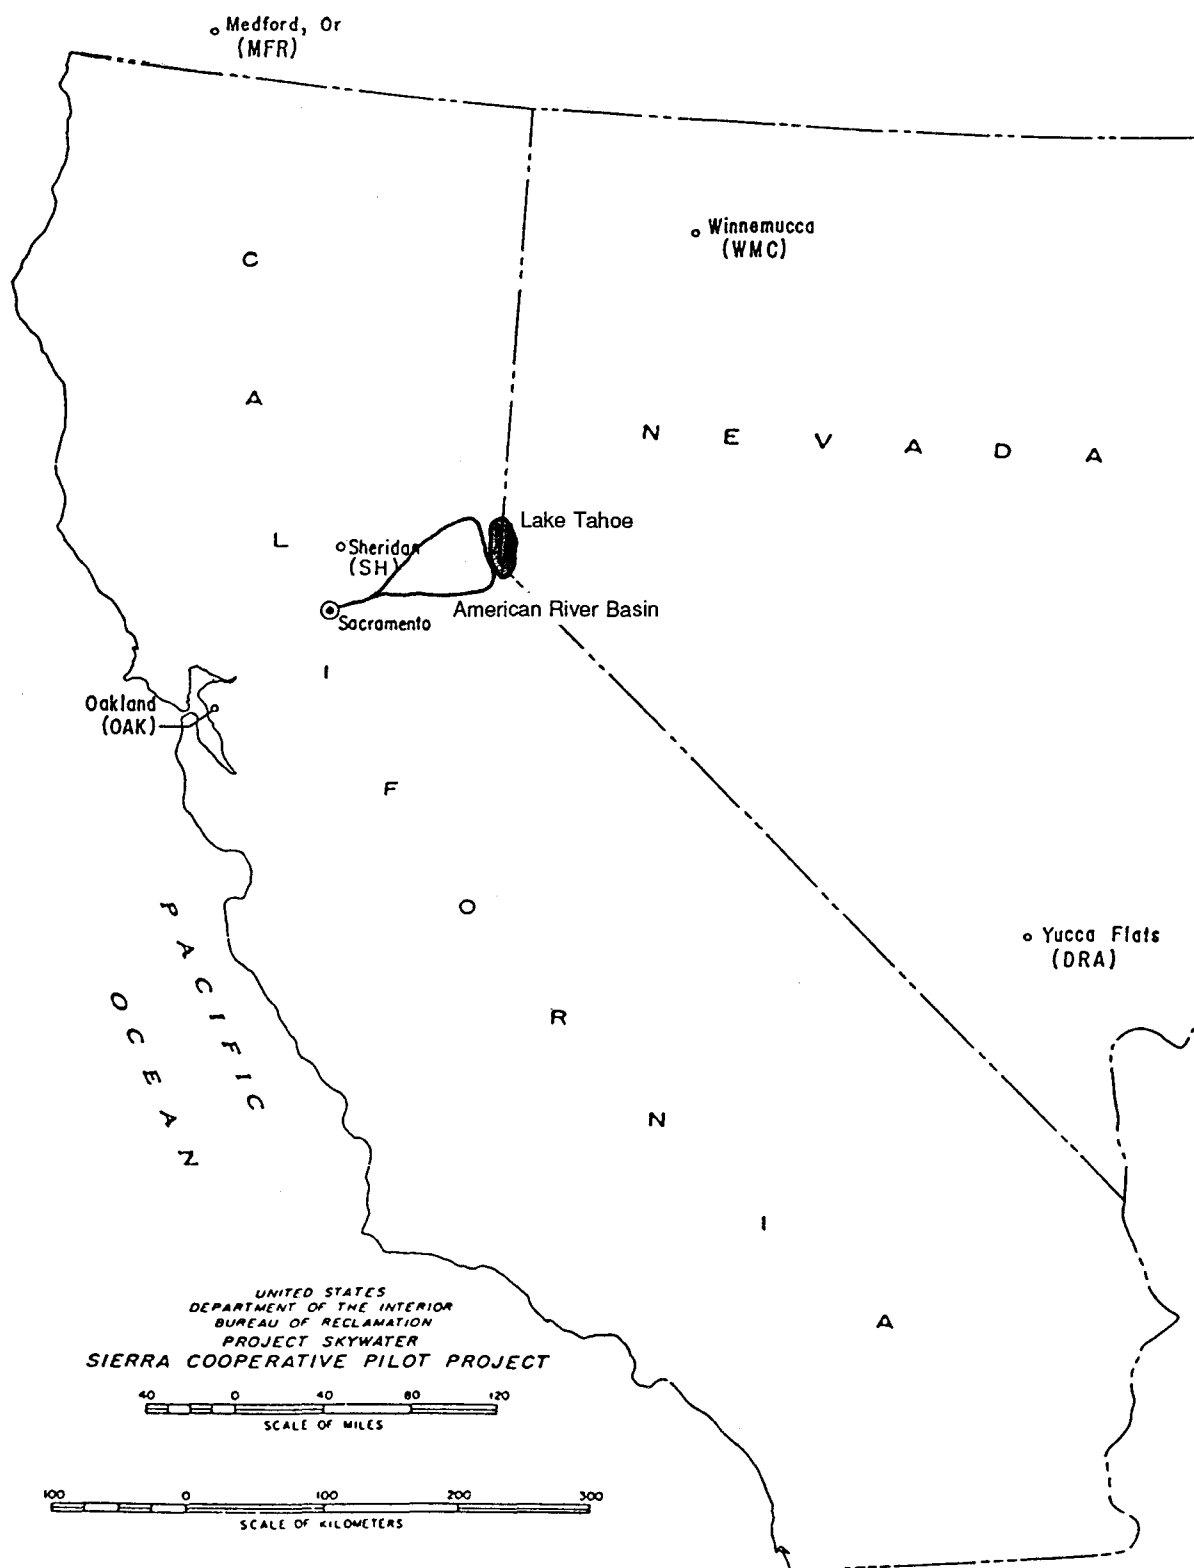 Medford, Or
(MFR)
Winnemucca
(WMC)
C
A
L
I
F
O
R
N
I
A
N E V A D A
Lake Tahoe
Sheridan
(SH)
American River Basin
Sacramento
Oakland
(OAK)
PACIFIC
OCEAN
Yucca Flats
(DRA)
UNITED STATES
DEPARTMENT OF THE INTERIOR
BUREAU OF RECLAMATION
PROJECT SKYWATER
SIERRA COOPERATIVE PILOT PROJECT
40 0 40 80 120
SCALE OF MILES
100 0 100 200 300
SCALE OF KILOMETERS